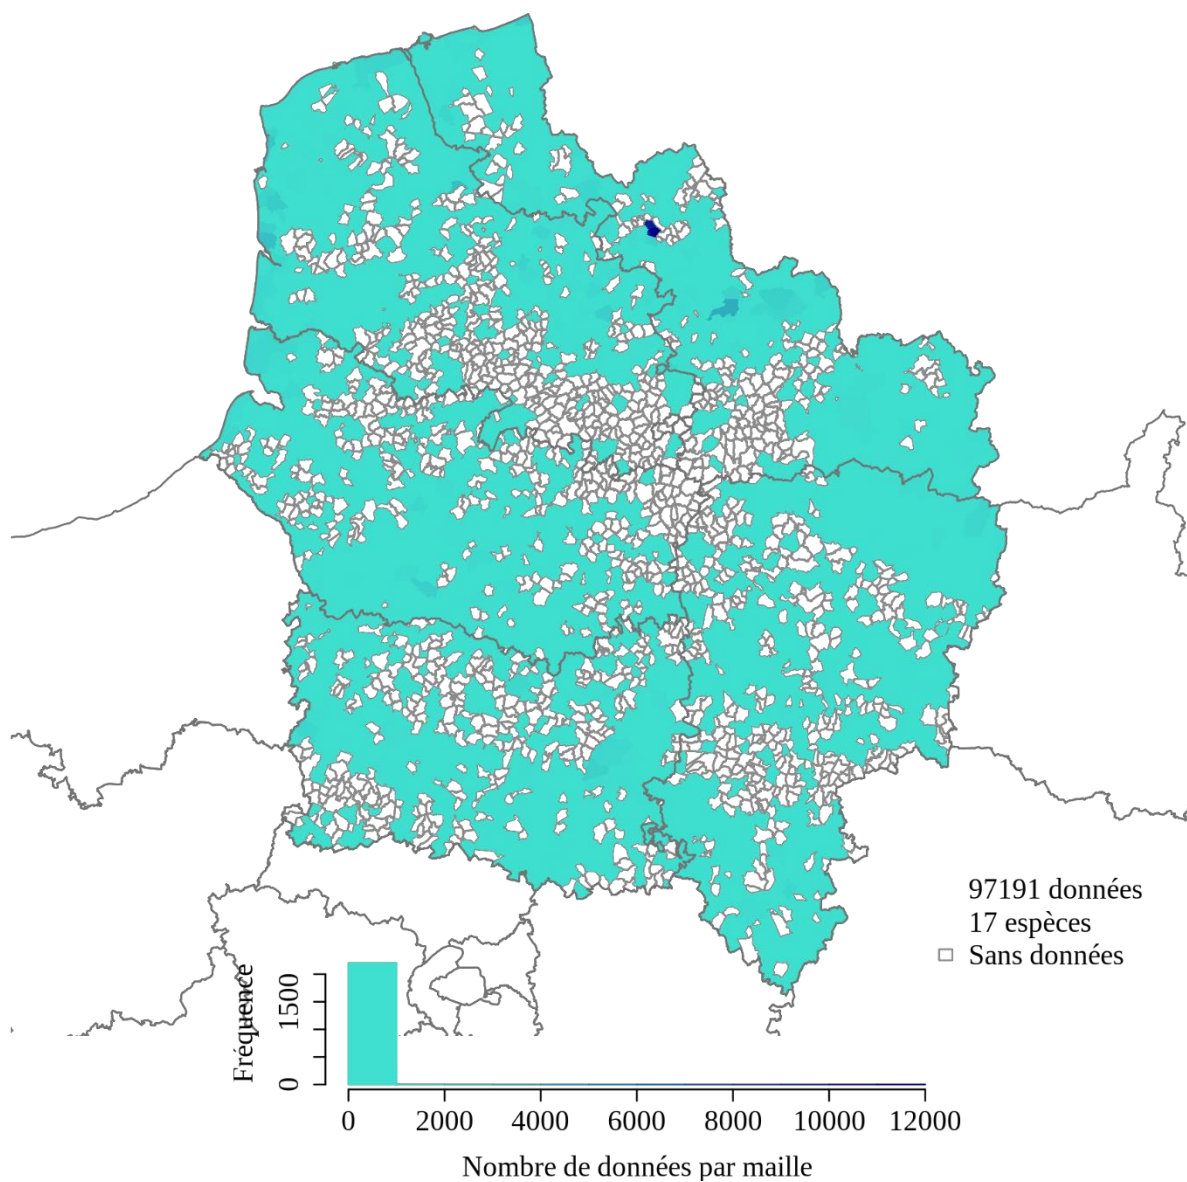 97191 données
17 espèces
Sans données
Fréquence
0
1500
0
2000
4000
6000
8000
10000
12000
Nombre de données par maille